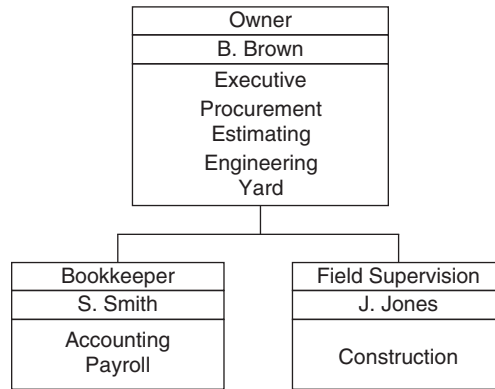 Owner
B. Brown
Executive
Procurement
Estimating
Engineering
Yard
Bookkeeper
S. Smith
Accounting
Payroll
Field Supervision
J. Jones
Construction